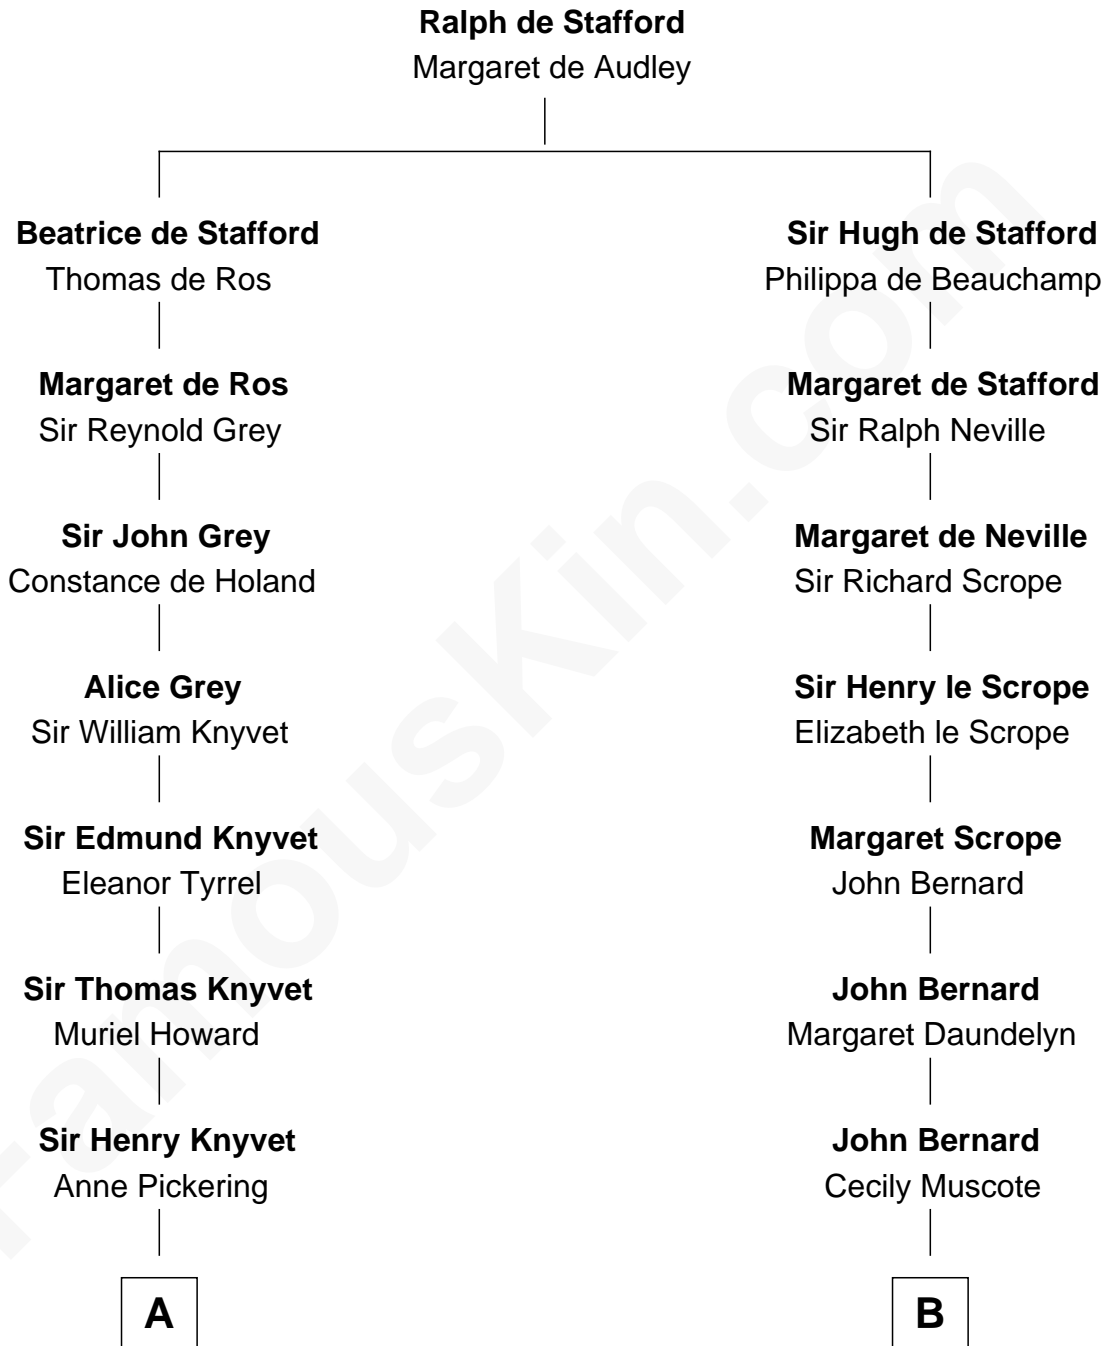 Ralph de Stafford
Margaret de Audley
Beatrice de Stafford
Thomas de Ros
Sir Hugh de Stafford
Philippa de Beauchamp
Margaret de Ros
Sir Reynold Grey
Margaret de Stafford
Sir Ralph Neville
Sir John Grey
Constance de Holand
Margaret de Neville
Sir Richard Scrope
Alice Grey
Sir William Knyvet
Sir Henry le Scrope
Elizabeth le Scrope
Sir Edmund Knyvet
Eleanor Tyrrel
Margaret Scrope
John Bernard
Sir Thomas Knyvet
Muriel Howard
John Bernard
Margaret Daundelyn
Sir Henry Knyvet
Anne Pickering
John Bernard
Cecily Muscote
A
B
FamousKin.com